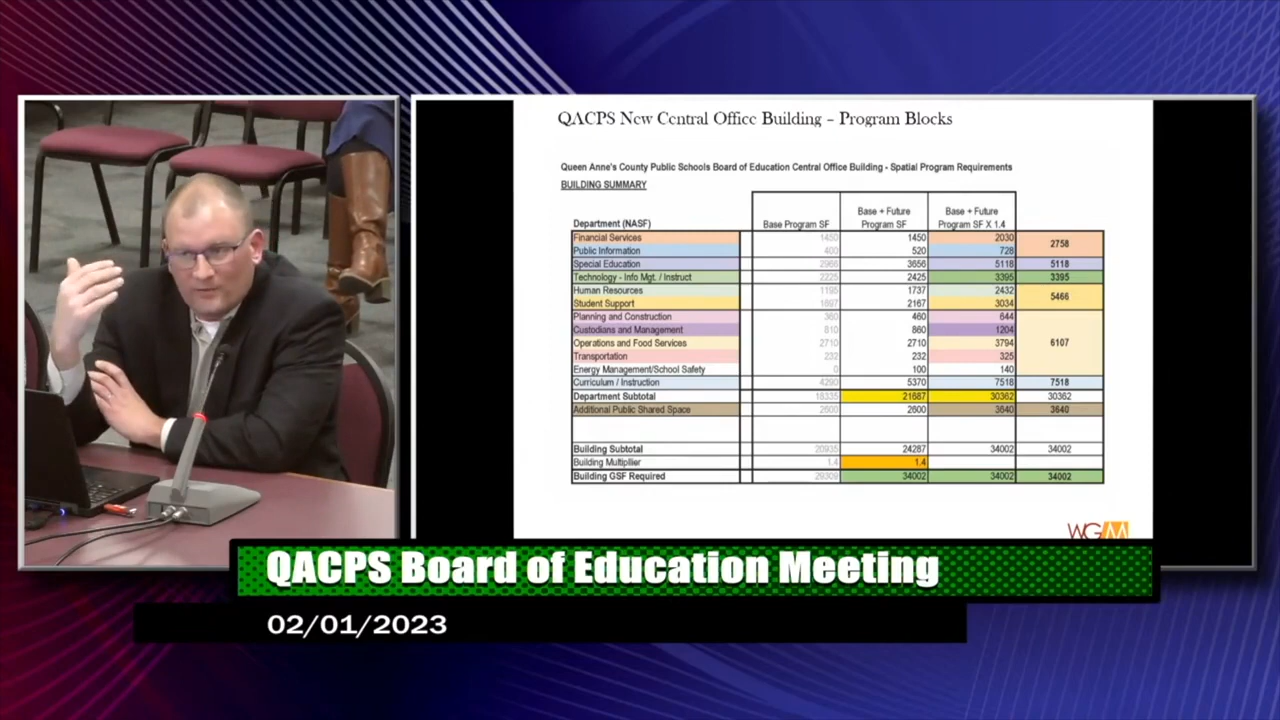 QACPS New Central Office Building – Program Blocks
Queen Anne's County Public Schools Board of Education Central Office Building - Spatial Program Requirements
BUILDING SUMMARY
Department (NASF) Base Program SF Base + Future Program SF Base + Future Program SF X 1.4
Financial Services 1450 1450 2030 2758
Public Information 400 520 728
Special Education 2966 3656 5118 5118
Technology - Info Mgt. / Instruct 2225 2425 3395 3395
Human Resources 1195 1737 2432 5466
Student Support 1697 2167 3034
Planning and Construction 360 460 644
Custodians and Management 810 860 1204
Operations and Food Services 2710 2710 3794 6107
Transportation 232 232 325
Energy Management/School Safety 0 100 140
Curriculum / Instruction 4290 5370 7518 7518
Department Subtotal 18335 21687 30362 30362
Additional Public Shared Space 2600 2600 3640 3640
Building Subtotal 20935 24287 34002 34002
Building Multiplier 1.4 1.4
Building GSF Required 29309 34002 34002 34002
WGM
QACPS Board of Education Meeting
02/01/2023